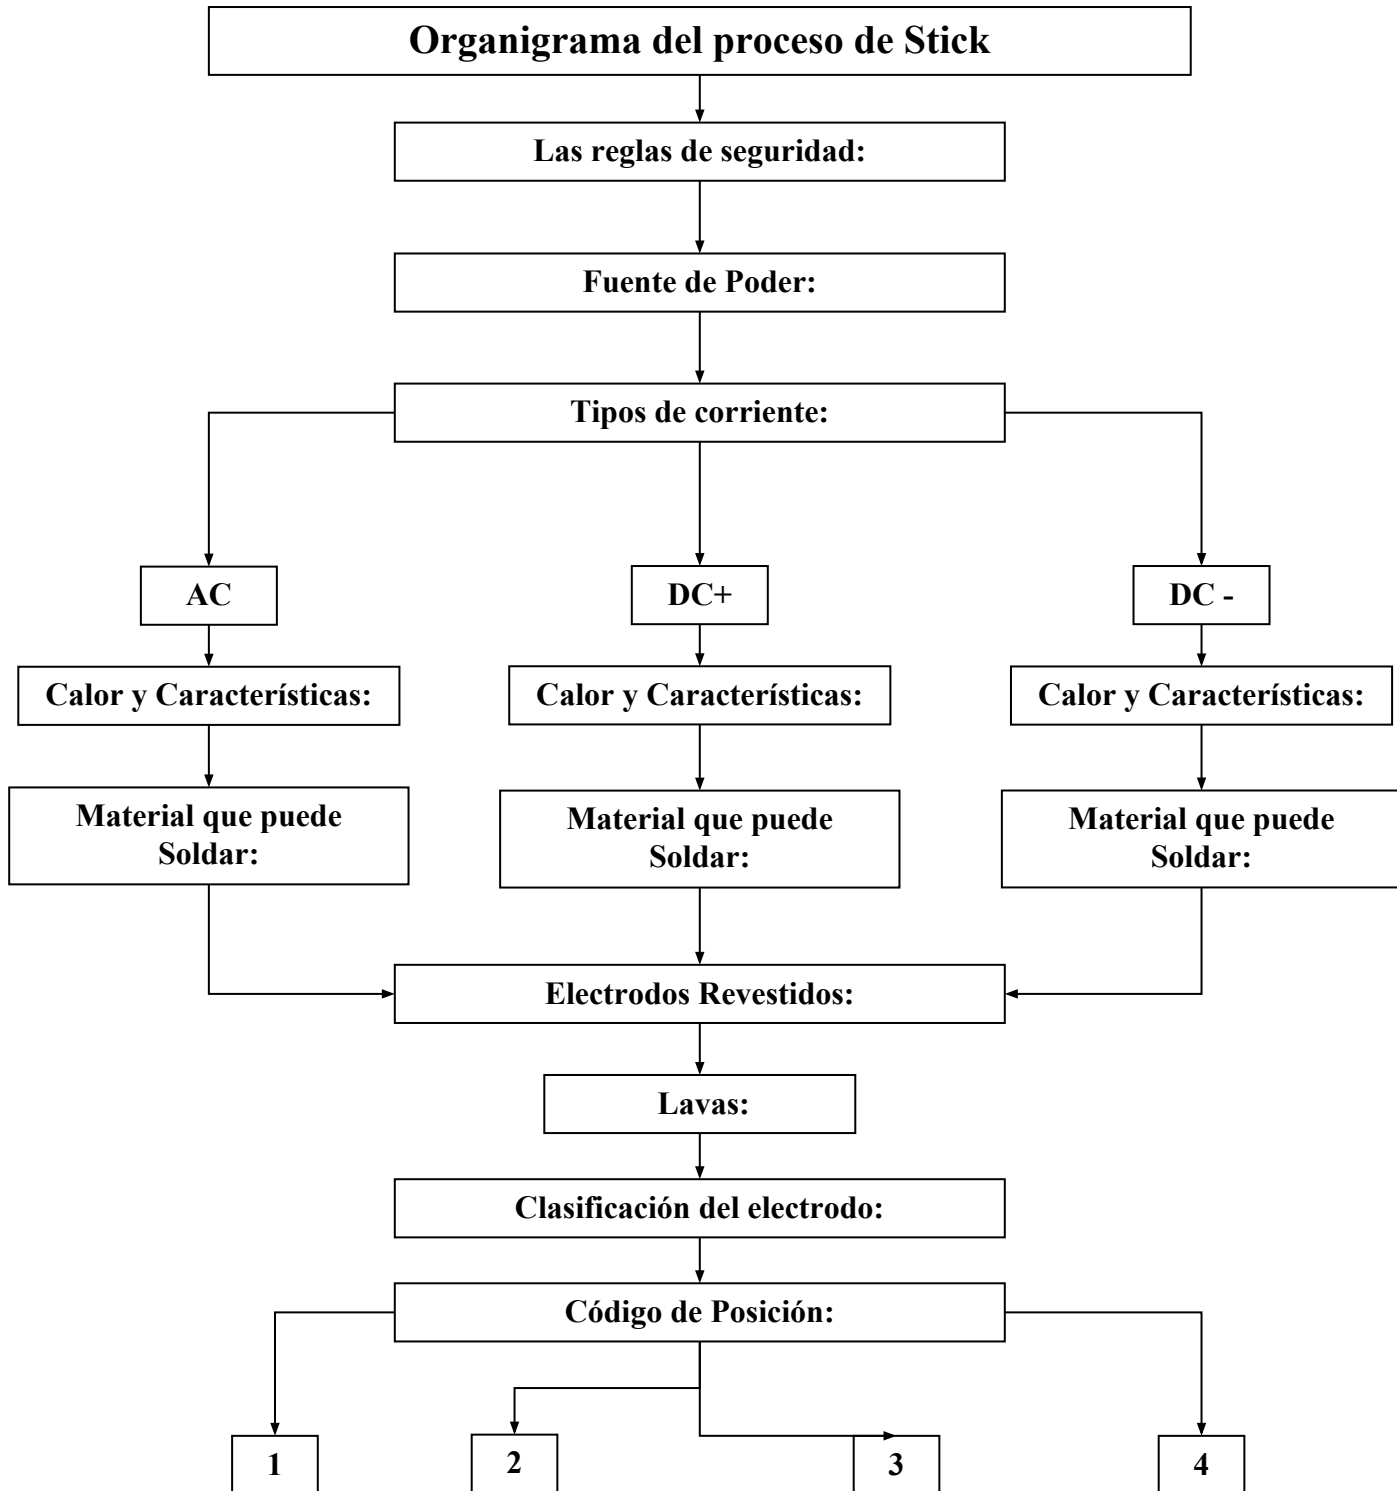 Organigrama del proceso de Stick
Las reglas de seguridad:
Fuente de Poder:
Tipos de corriente:
AC
DC+
DC -
Calor y Características:
Calor y Características:
Calor y Características:
Material que puede
Soldar:
Material que puede
Soldar:
Material que puede
Soldar:
Electrodos Revestidos:
Lavas:
Clasificación del electrodo:
Código de Posición:
1
2
3
4